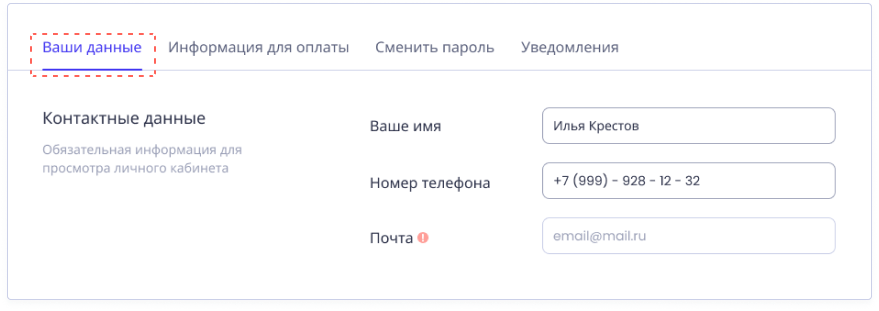 Ваши данные Информация для оплаты Сменить пароль Уведомления
Контактные данные
Обязательная информация для
просмотра личного кабинета
Ваше имя Илья Крестов
Номер телефона +7 (999) - 928 - 12 - 32
Почта ! email@mail.ru